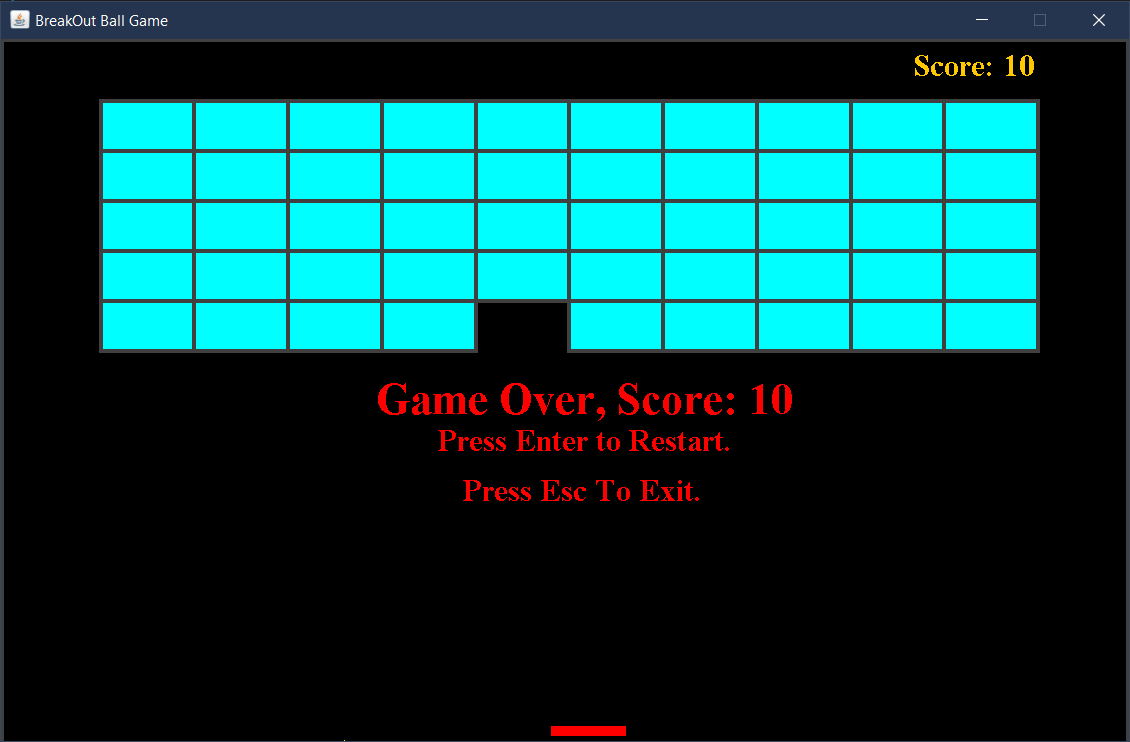 BreakOut Ball Game
Score: 10
Game Over, Score: 10
Press Enter to Restart.
Press Esc To Exit.